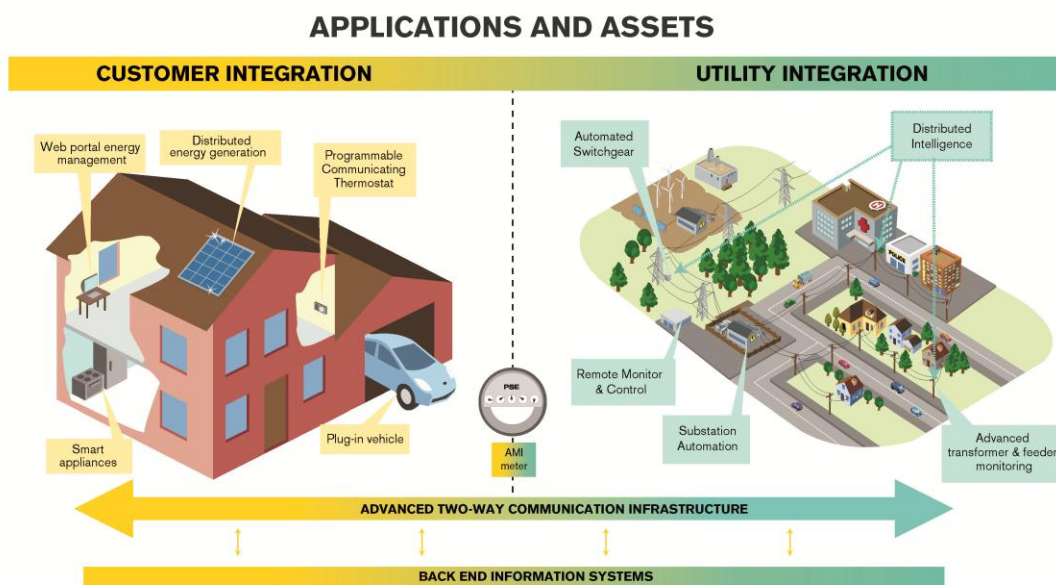 APPLICATIONS AND ASSETS
CUSTOMER INTEGRATION
UTILITY INTEGRATION
Web portal energy
management
Distributed
energy generation
Programmable
Communicating
Thermostat
Smart
appliances
Plug-in vehicle
PSE
AMI
meter
Automated
Switchgear
Distributed
Intelligence
H
POLICE
Remote Monitor
& Control
Substation
Automation
Advanced
transformer & feeder
monitoring
ADVANCED TWO-WAY COMMUNICATION INFRASTRUCTURE
BACK END INFORMATION SYSTEMS